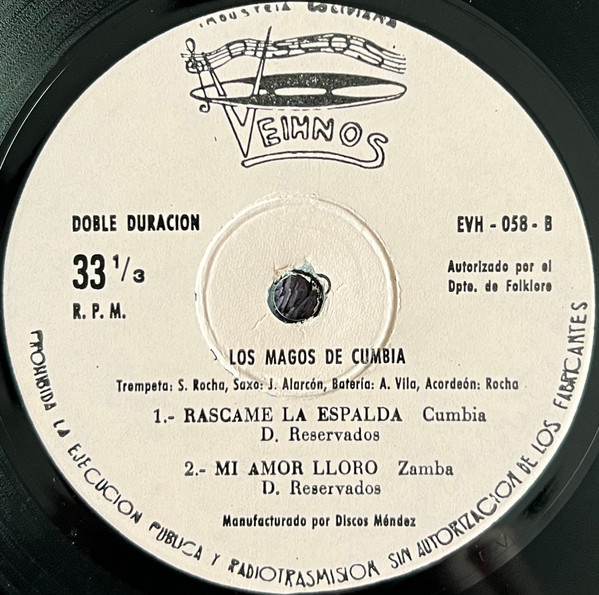 INDUSTRIA BOLIVIANA
DISCOS
VEIHNOS
DOBLE DURACION
33 1/3
R. P. M.
EVH - 058 - B
Autorizado por el
Dpto. de Folklore
LOS MAGOS DE CUMBIA
Trompeta: S. Rocha, Saxo: J. Alarcón, Batería: A. Vila, Acordeón: Rocha
1.- RASCAME LA ESPALDA Cumbia
D. Reservados
2.- MI AMOR LLORO Zamba
D. Reservados
Manufacturado por Discos Méndez
PROHIBIDA LA EJECUCION PUBLICA Y RADIOTRASMISION SIN AUTORIZACION DE LOS FABRICANTES